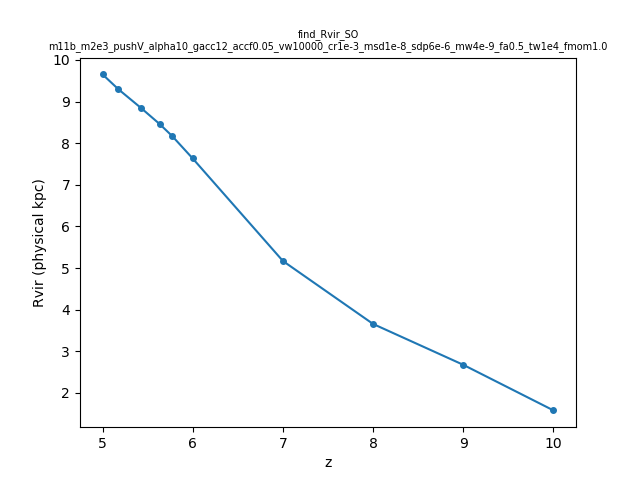 find_Rvir_SO
m11b_m2e3_pushV_alpha10_gacc12_accf0.05_vw10000_cr1e-3_msd1e-8_sdp6e-6_mw4e-9_fa0.5_tw1e4_fmom1.0
10
9
8
7
6
5
4
3
2
Rvir (physical kpc)
5 6 7 8 9 10
z